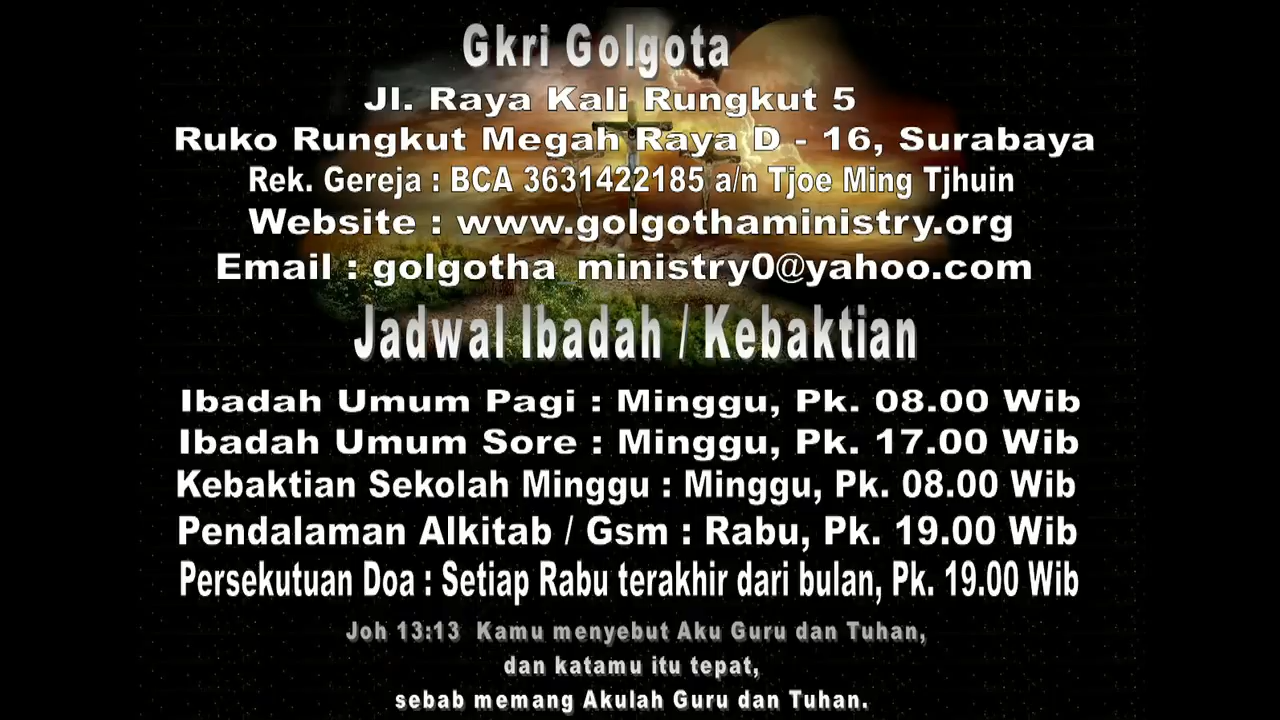 Gkri Golgota
Jl. Raya Kali Rungkut 5
Ruko Rungkut Megah Raya D - 16, Surabaya
Rek. Gereja : BCA 3631422185 a/n Tjoe Ming Tjhuin
Website : www.golgothaministry.org
Email : golgotha_ministry0@yahoo.com
Jadwal Ibadah / Kebaktian
Ibadah Umum Pagi : Minggu, Pk. 08.00 Wib
Ibadah Umum Sore : Minggu, Pk. 17.00 Wib
Kebaktian Sekolah Minggu : Minggu, Pk. 08.00 Wib
Pendalaman Alkitab / Gsm : Rabu, Pk. 19.00 Wib
Persekutuan Doa : Setiap Rabu terakhir dari bulan, Pk. 19.00 Wib
Joh 13:13 Kamu menyebut Aku Guru dan Tuhan,
dan katamu itu tepat,
sebab memang Akulah Guru dan Tuhan.